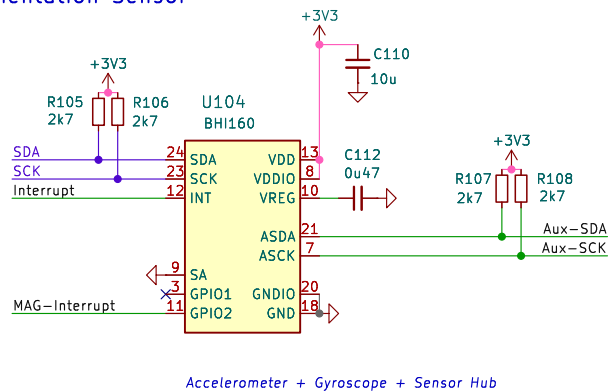 +3V3
C110
10u
+3V3
R105
2k7
R106
2k7
U104
BHI160
SDA
SCK
Interrupt
24 SDA
23 SCK
12 INT
VDD 13
VDDIO 8
VREG 10
C112
0u47
+3V3
R107
2k7
R108
2k7
ASDA 21
ASCK 7
Aux-SDA
Aux-SCK
9 SA
3 GPIO1
11 GPIO2
MAG-Interrupt
GNDIO 20
GND 18
Accelerometer + Gyroscope + Sensor Hub